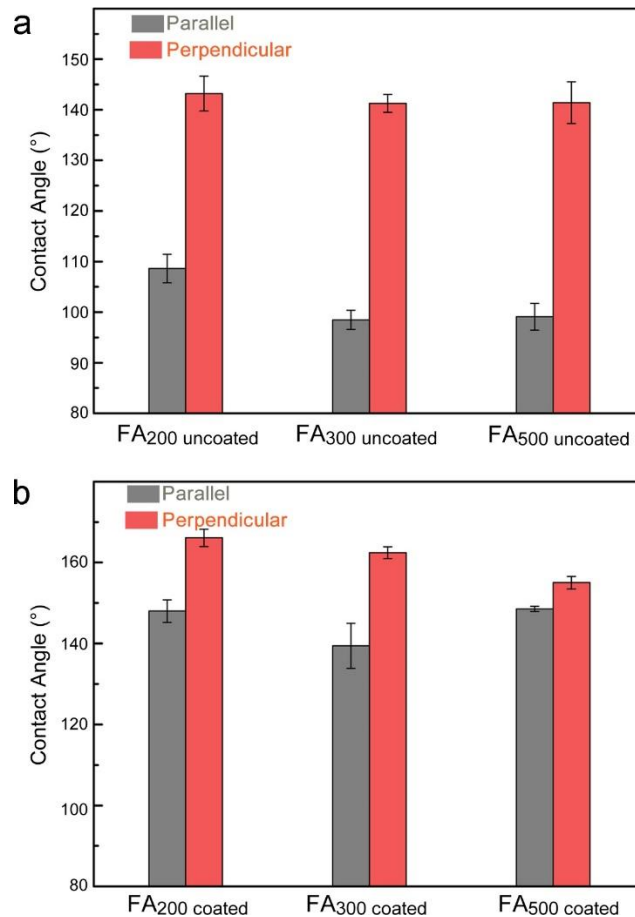 a
Parallel
Perpendicular
Contact Angle (°)
150
140
130
120
110
100
90
80
FA200 uncoated FA300 uncoated FA500 uncoated
b
Parallel
Perpendicular
Contact Angle (°)
160
140
120
100
80
FA200 coated FA300 coated FA500 coated